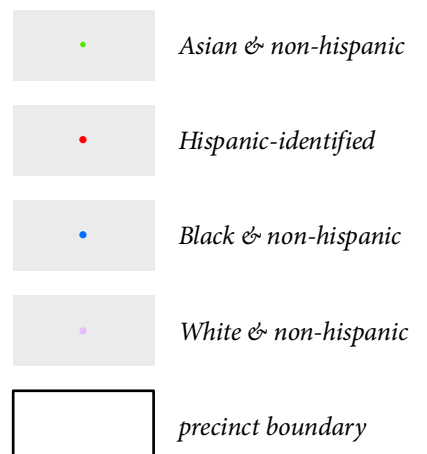 Asian & non-hispanic
Hispanic-identified
Black & non-hispanic
White & non-hispanic
precinct boundary